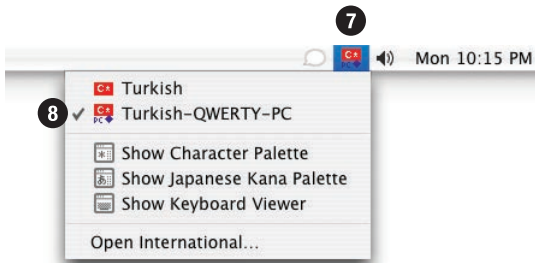 7
Mon 10:15 PM
Turkish
8 Turkish-QWERTY-PC
Show Character Palette
Show Japanese Kana Palette
Show Keyboard Viewer
Open International...